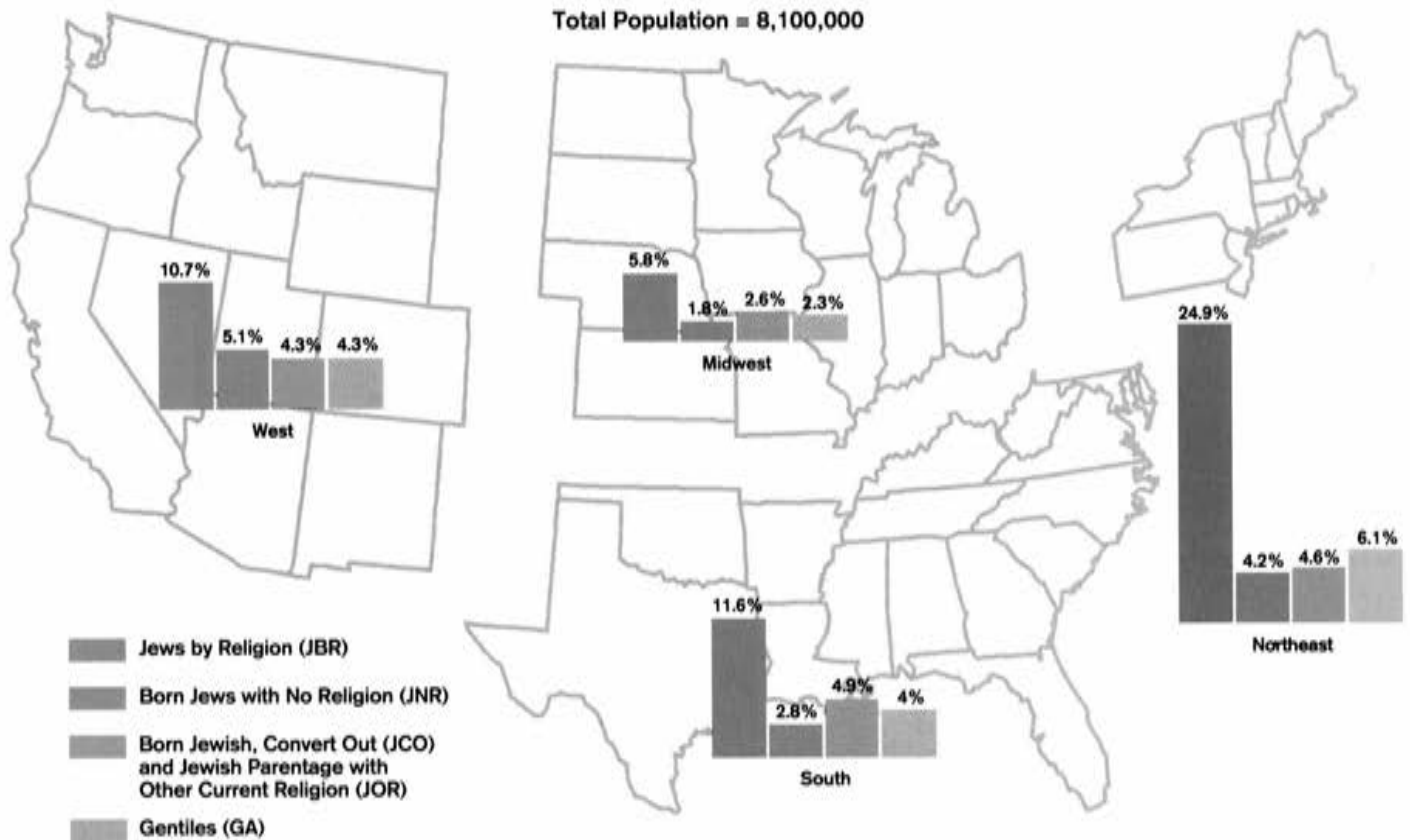 Total Population = 8,100,000
10.7%
5.1%
4.3%
4.3%
West
5.8%
1.8%
2.6%
2.3%
Midwest
24.9%
4.2%
4.6%
6.1%
Northeast
11.6%
2.8%
4.9%
4%
South
Jews by Religion (JBR)
Born Jews with No Religion (JNR)
Born Jewish, Convert Out (JCO)
and Jewish Parentage with
Other Current Religion (JOR)
Gentiles (GA)